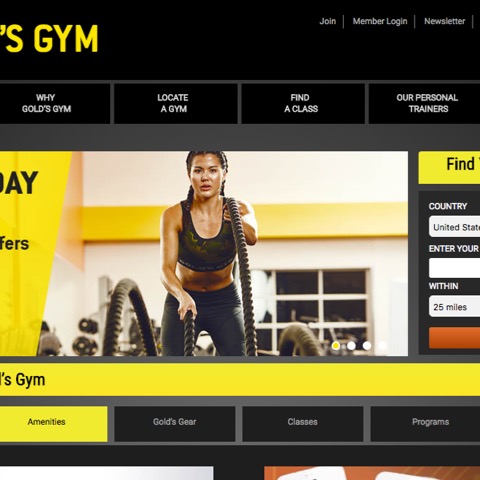 'S GYM
Join
Member Login
Newsletter
WHY
GOLD'S GYM
LOCATE
A GYM
FIND
A CLASS
OUR PERSONAL
TRAINERS
DAY
ffers
Find
COUNTRY
United State
ENTER YOUR
WITHIN
25 miles
d's Gym
Amenities
Gold's Gear
Classes
Programs